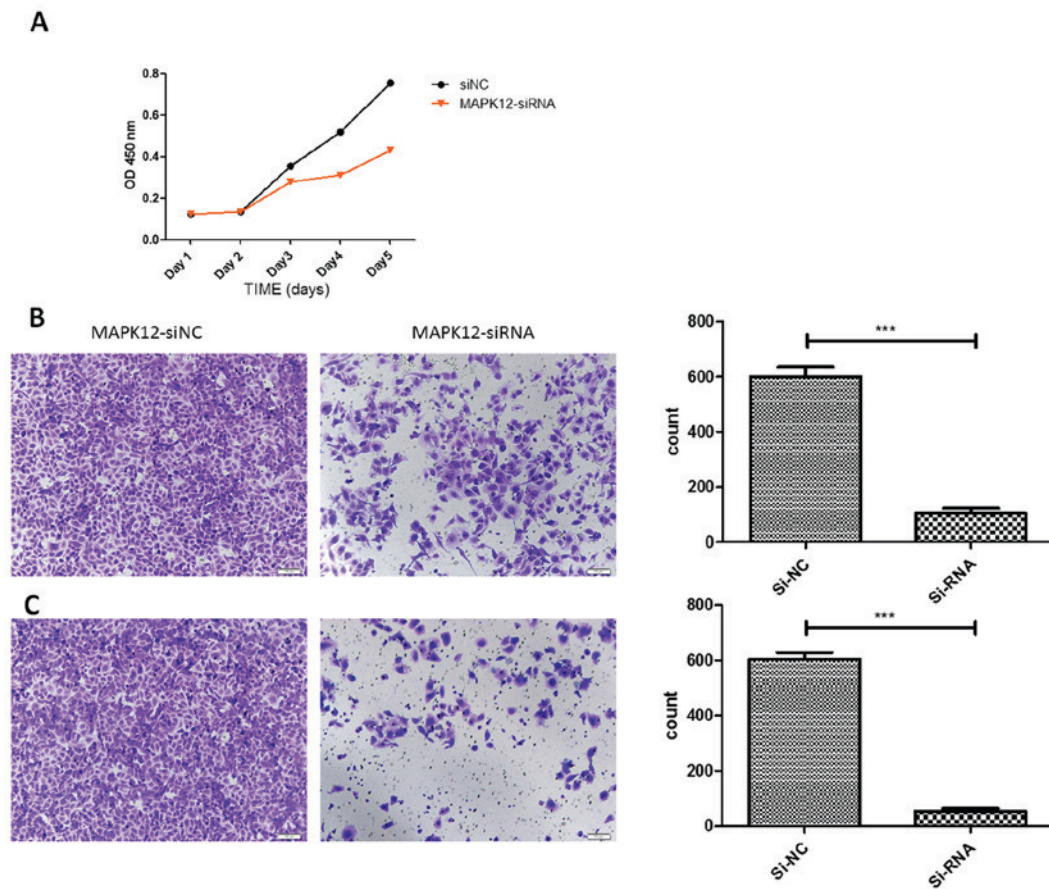 A
0.8
0.6
0.4
0.2
0.0
OD 450 nm
Day 1
Day 2
Day3
Day4
Day5
TIME (days)
siNC
MAPK12-siRNA
B
MAPK12-siNC
MAPK12-siRNA
800
600
400
200
0
count
***
Si-NC
Si-RNA
C
800
600
400
200
0
count
***
Si-NC
Si-RNA